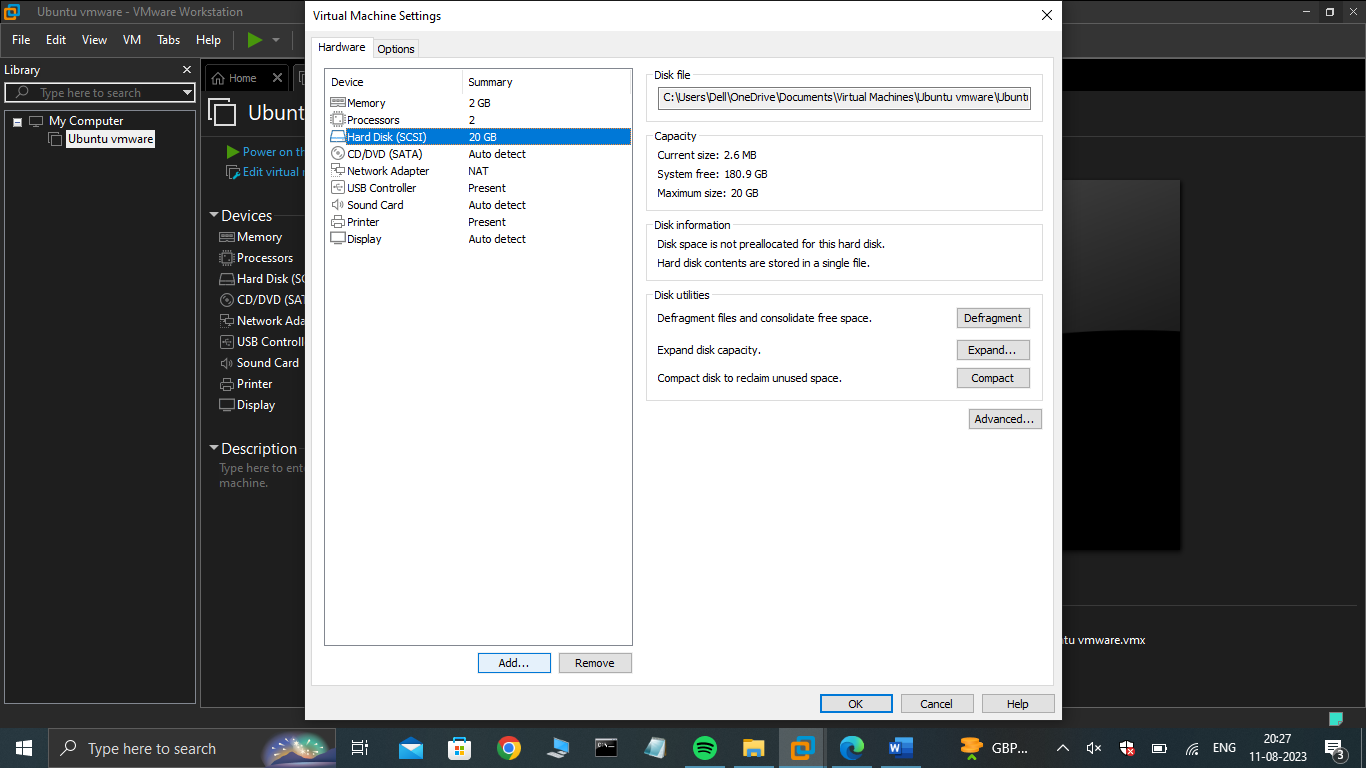 Ubuntu vmware - VMware Workstation
File Edit View VM Tabs Help
Library
Type here to search
My Computer
Ubuntu vmware
Home
Ubunt
Power on th
Edit virtual
Devices
Memory
Processors
Hard Disk (SC
CD/DVD (SAT
Network Ada
USB Controll
Sound Card
Printer
Display
Description
Type here to ent
machine.
Virtual Machine Settings
Hardware Options
Device Summary
Memory 2 GB
Processors 2
Hard Disk (SCSI) 20 GB
CD/DVD (SATA) Auto detect
Network Adapter NAT
USB Controller Present
Sound Card Auto detect
Printer Present
Display Auto detect
Add... Remove
Disk file
C:\Users\Dell\OneDrive\Documents\Virtual Machines\Ubuntu vmware\Ubunt
Capacity
Current size: 2.6 MB
System free: 180.9 GB
Maximum size: 20 GB
Disk information
Disk space is not preallocated for this hard disk.
Hard disk contents are stored in a single file.
Disk utilities
Defragment files and consolidate free space. Defragment
Expand disk capacity. Expand...
Compact disk to reclaim unused space. Compact
Advanced...
OK Cancel Help
tu vmware.vmx
Type here to search
GBP...
ENG
20:27
11-08-2023
3